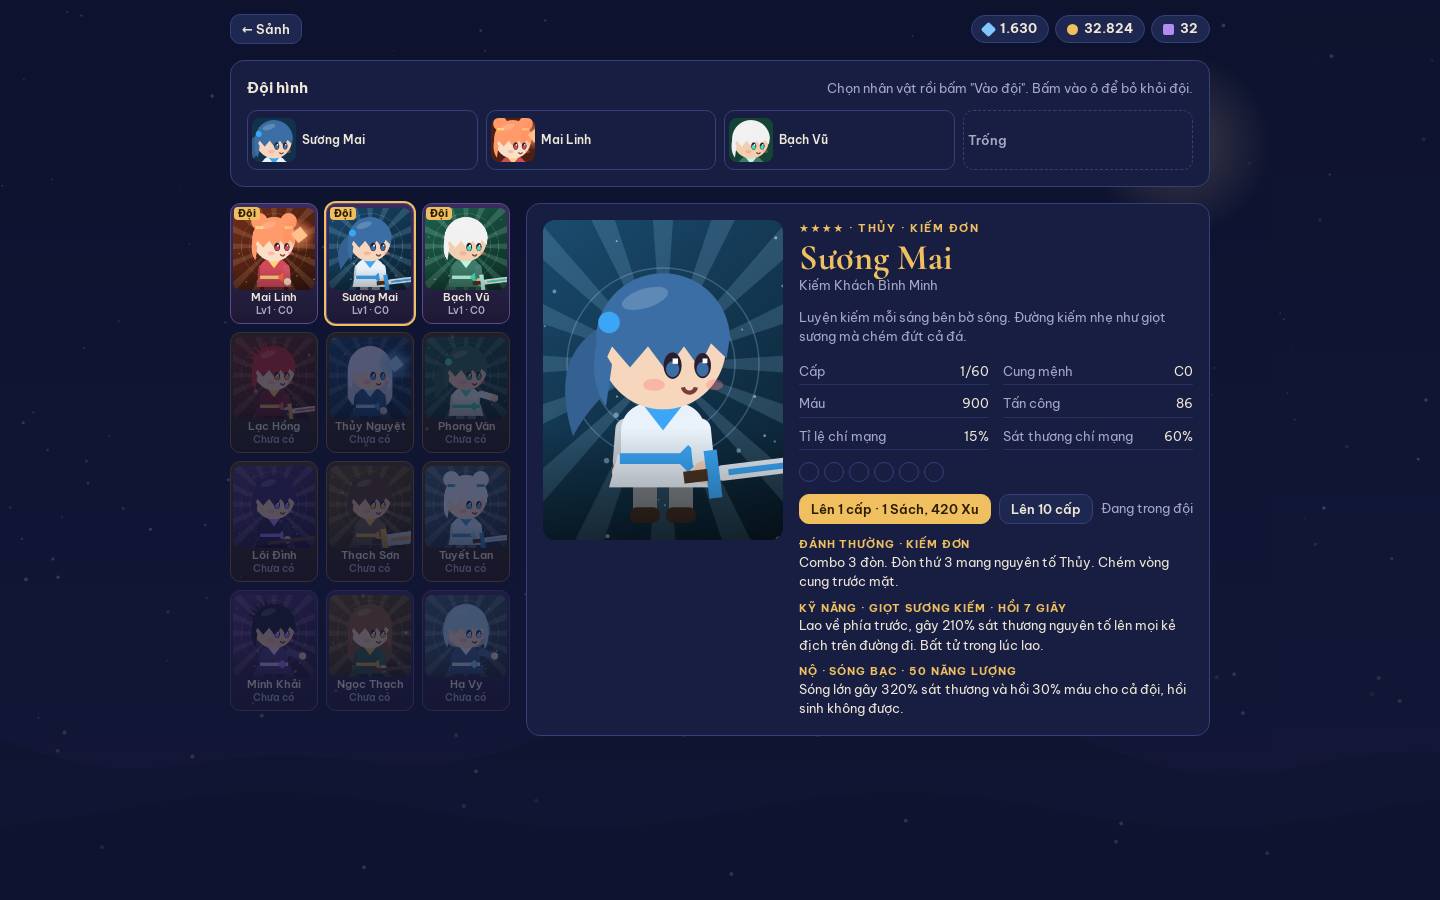 ← Sảnh
1.630
32.824
32
Đội hình
Chọn nhân vật rồi bấm "Vào đội". Bấm vào ô để bỏ khỏi đội.
Sương Mai
Mai Linh
Bạch Vũ
Trống
Đội
Mai Linh
Lv1 · C0
Đội
Sương Mai
Lv1 · C0
Đội
Bạch Vũ
Lv1 · C0
Lạc Hồng
Chưa có
Thủy Nguyệt
Chưa có
Phong Vân
Chưa có
Lôi Đình
Chưa có
Thạch Sơn
Chưa có
Tuyết Lan
Chưa có
Minh Khải
Chưa có
Ngọc Thạch
Chưa có
Hạ Vy
Chưa có
★★★★ · THỦY · KIẾM ĐƠN
Sương Mai
Kiếm Khách Bình Minh
Luyện kiếm mỗi sáng bên bờ sông. Đường kiếm nhẹ như giọt
sương mà chém đứt cả đá.
Cấp 1/60
Cung mệnh C0
Máu 900
Tấn công 86
Tỉ lệ chí mạng 15%
Sát thương chí mạng 60%
Lên 1 cấp · 1 Sách, 420 Xu
Lên 10 cấp
Đang trong đội
ĐÁNH THƯỜNG · KIẾM ĐƠN
Combo 3 đòn. Đòn thứ 3 mang nguyên tố Thủy. Chém vòng
cung trước mặt.
KỸ NĂNG · GIỌT SƯƠNG KIẾM · HỒI 7 GIÂY
Lao về phía trước, gây 210% sát thương nguyên tố lên mọi kẻ
địch trên đường đi. Bất tử trong lúc lao.
NỘ · SÓNG BẠC · 50 NĂNG LƯỢNG
Sóng lớn gây 320% sát thương và hồi 30% máu cho cả đội, hồi
sinh không được.